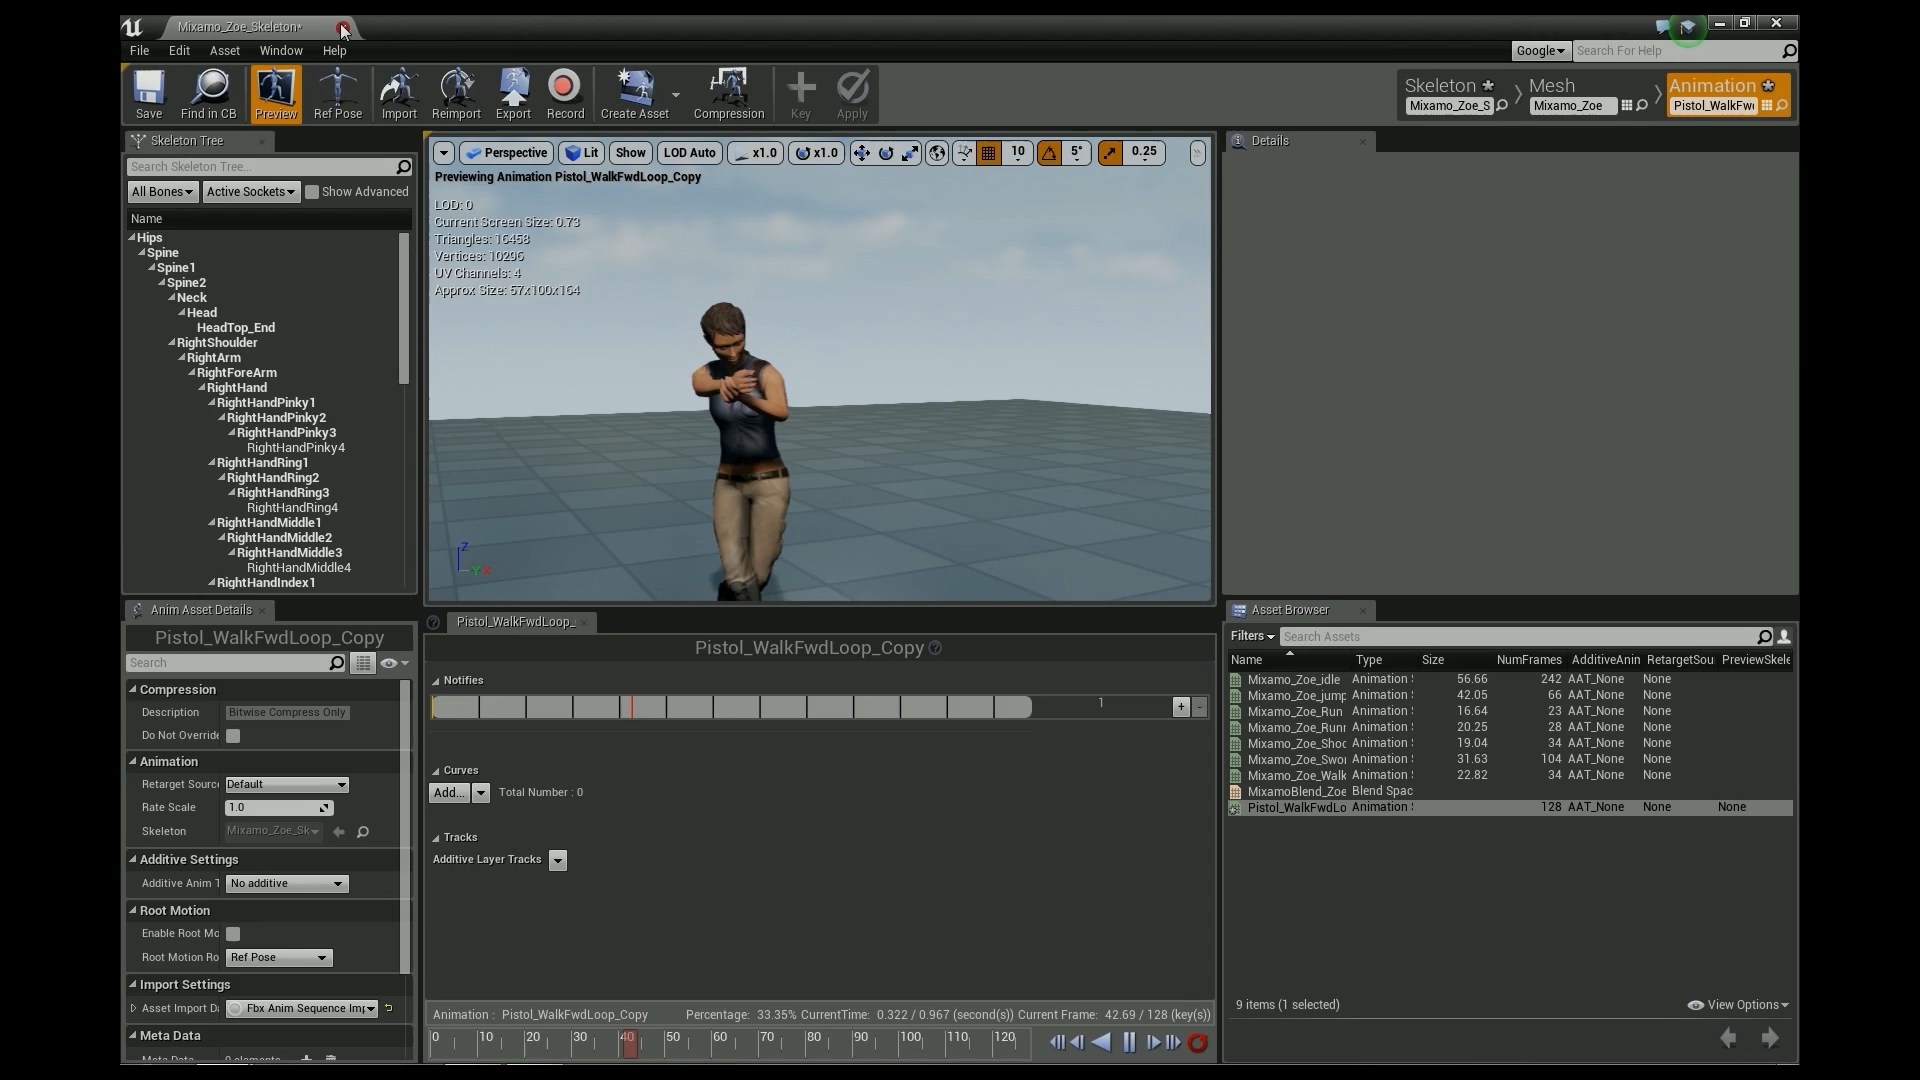 Mixamo_Zoe_Skeleton*
File Edit Asset Window Help
Google Search For Help
Save Find in CB Preview Ref Pose Import Reimport Export Record Create Asset Compression Key Apply
Skeleton Mesh Animation
Mixamo_Zoe_S Mixamo_Zoe Pistol_WalkFw
Skeleton Tree
Search Skeleton Tree...
All Bones Active Sockets Show Advanced
Name
Hips
Spine
Spine1
Spine2
Neck
Head
HeadTop_End
RightShoulder
RightArm
RightForeArm
RightHand
RightHandPinky1
RightHandPinky2
RightHandPinky3
RightHandPinky4
RightHandRing1
RightHandRing2
RightHandRing3
RightHandRing4
RightHandMiddle1
RightHandMiddle2
RightHandMiddle3
RightHandMiddle4
RightHandIndex1
Perspective Lit Show LOD Auto x1.0 x1.0 10 5° 0.25
Previewing Animation Pistol_WalkFwdLoop_Copy
LOD: 0
Current Screen Size: 0.73
Triangles: 16458
Vertices: 10296
UV Channels: 4
Approx Size: 57x100x164
Z
Details
Anim Asset Details
Pistol_WalkFwdLoop_Copy
Search
Compression
Description Bitwise Compress Only
Do Not Override
Animation
Retarget Source Default
Rate Scale 1.0
Skeleton Mixamo_Zoe_Sk
Additive Settings
Additive Anim T No additive
Root Motion
Enable Root Mo
Root Motion Ro Ref Pose
Import Settings
Asset Import Da Fbx Anim Sequence Imp
Meta Data
Meta Data 0 elements
Pistol_WalkFwdLoop_
Pistol_WalkFwdLoop_Copy
Notifies
1
Curves
Add... Total Number : 0
Tracks
Additive Layer Tracks
Animation : Pistol_WalkFwdLoop_Copy Percentage: 33.35% CurrentTime: 0.322 / 0.967 (second(s)) Current Frame: 42.69 / 128 (key(s))
0 10 20 30 40 50 60 70 80 90 100 110 120
Asset Browser
Filters Search Assets
Name Type Size NumFrames AdditiveAnim RetargetSou PreviewSkele
Mixamo_Zoe_idle Animation 56.66 242 AAT_None None
Mixamo_Zoe_jump Animation 42.05 66 AAT_None None
Mixamo_Zoe_Run Animation 16.64 23 AAT_None None
Mixamo_Zoe_Runn Animation 20.25 28 AAT_None None
Mixamo_Zoe_Shoo Animation 19.04 34 AAT_None None
Mixamo_Zoe_Swor Animation 31.63 104 AAT_None None
Mixamo_Zoe_Walk Animation 22.82 34 AAT_None None
MixamoBlend_Zoe Blend Spac
Pistol_WalkFwdLo Animation 128 AAT_None None None
9 items (1 selected) View Options